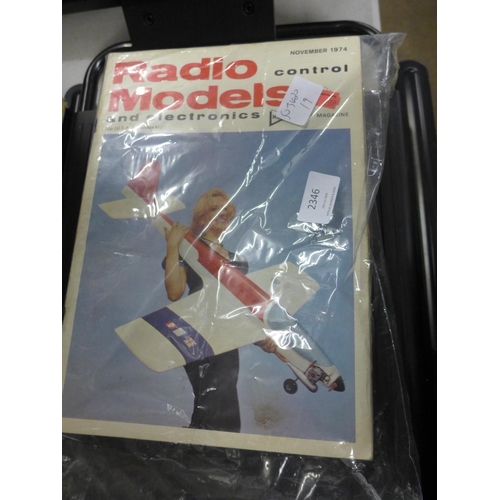 NOVEMBER 1974
Radio control
Models
and electronics
MAGAZINE
2346